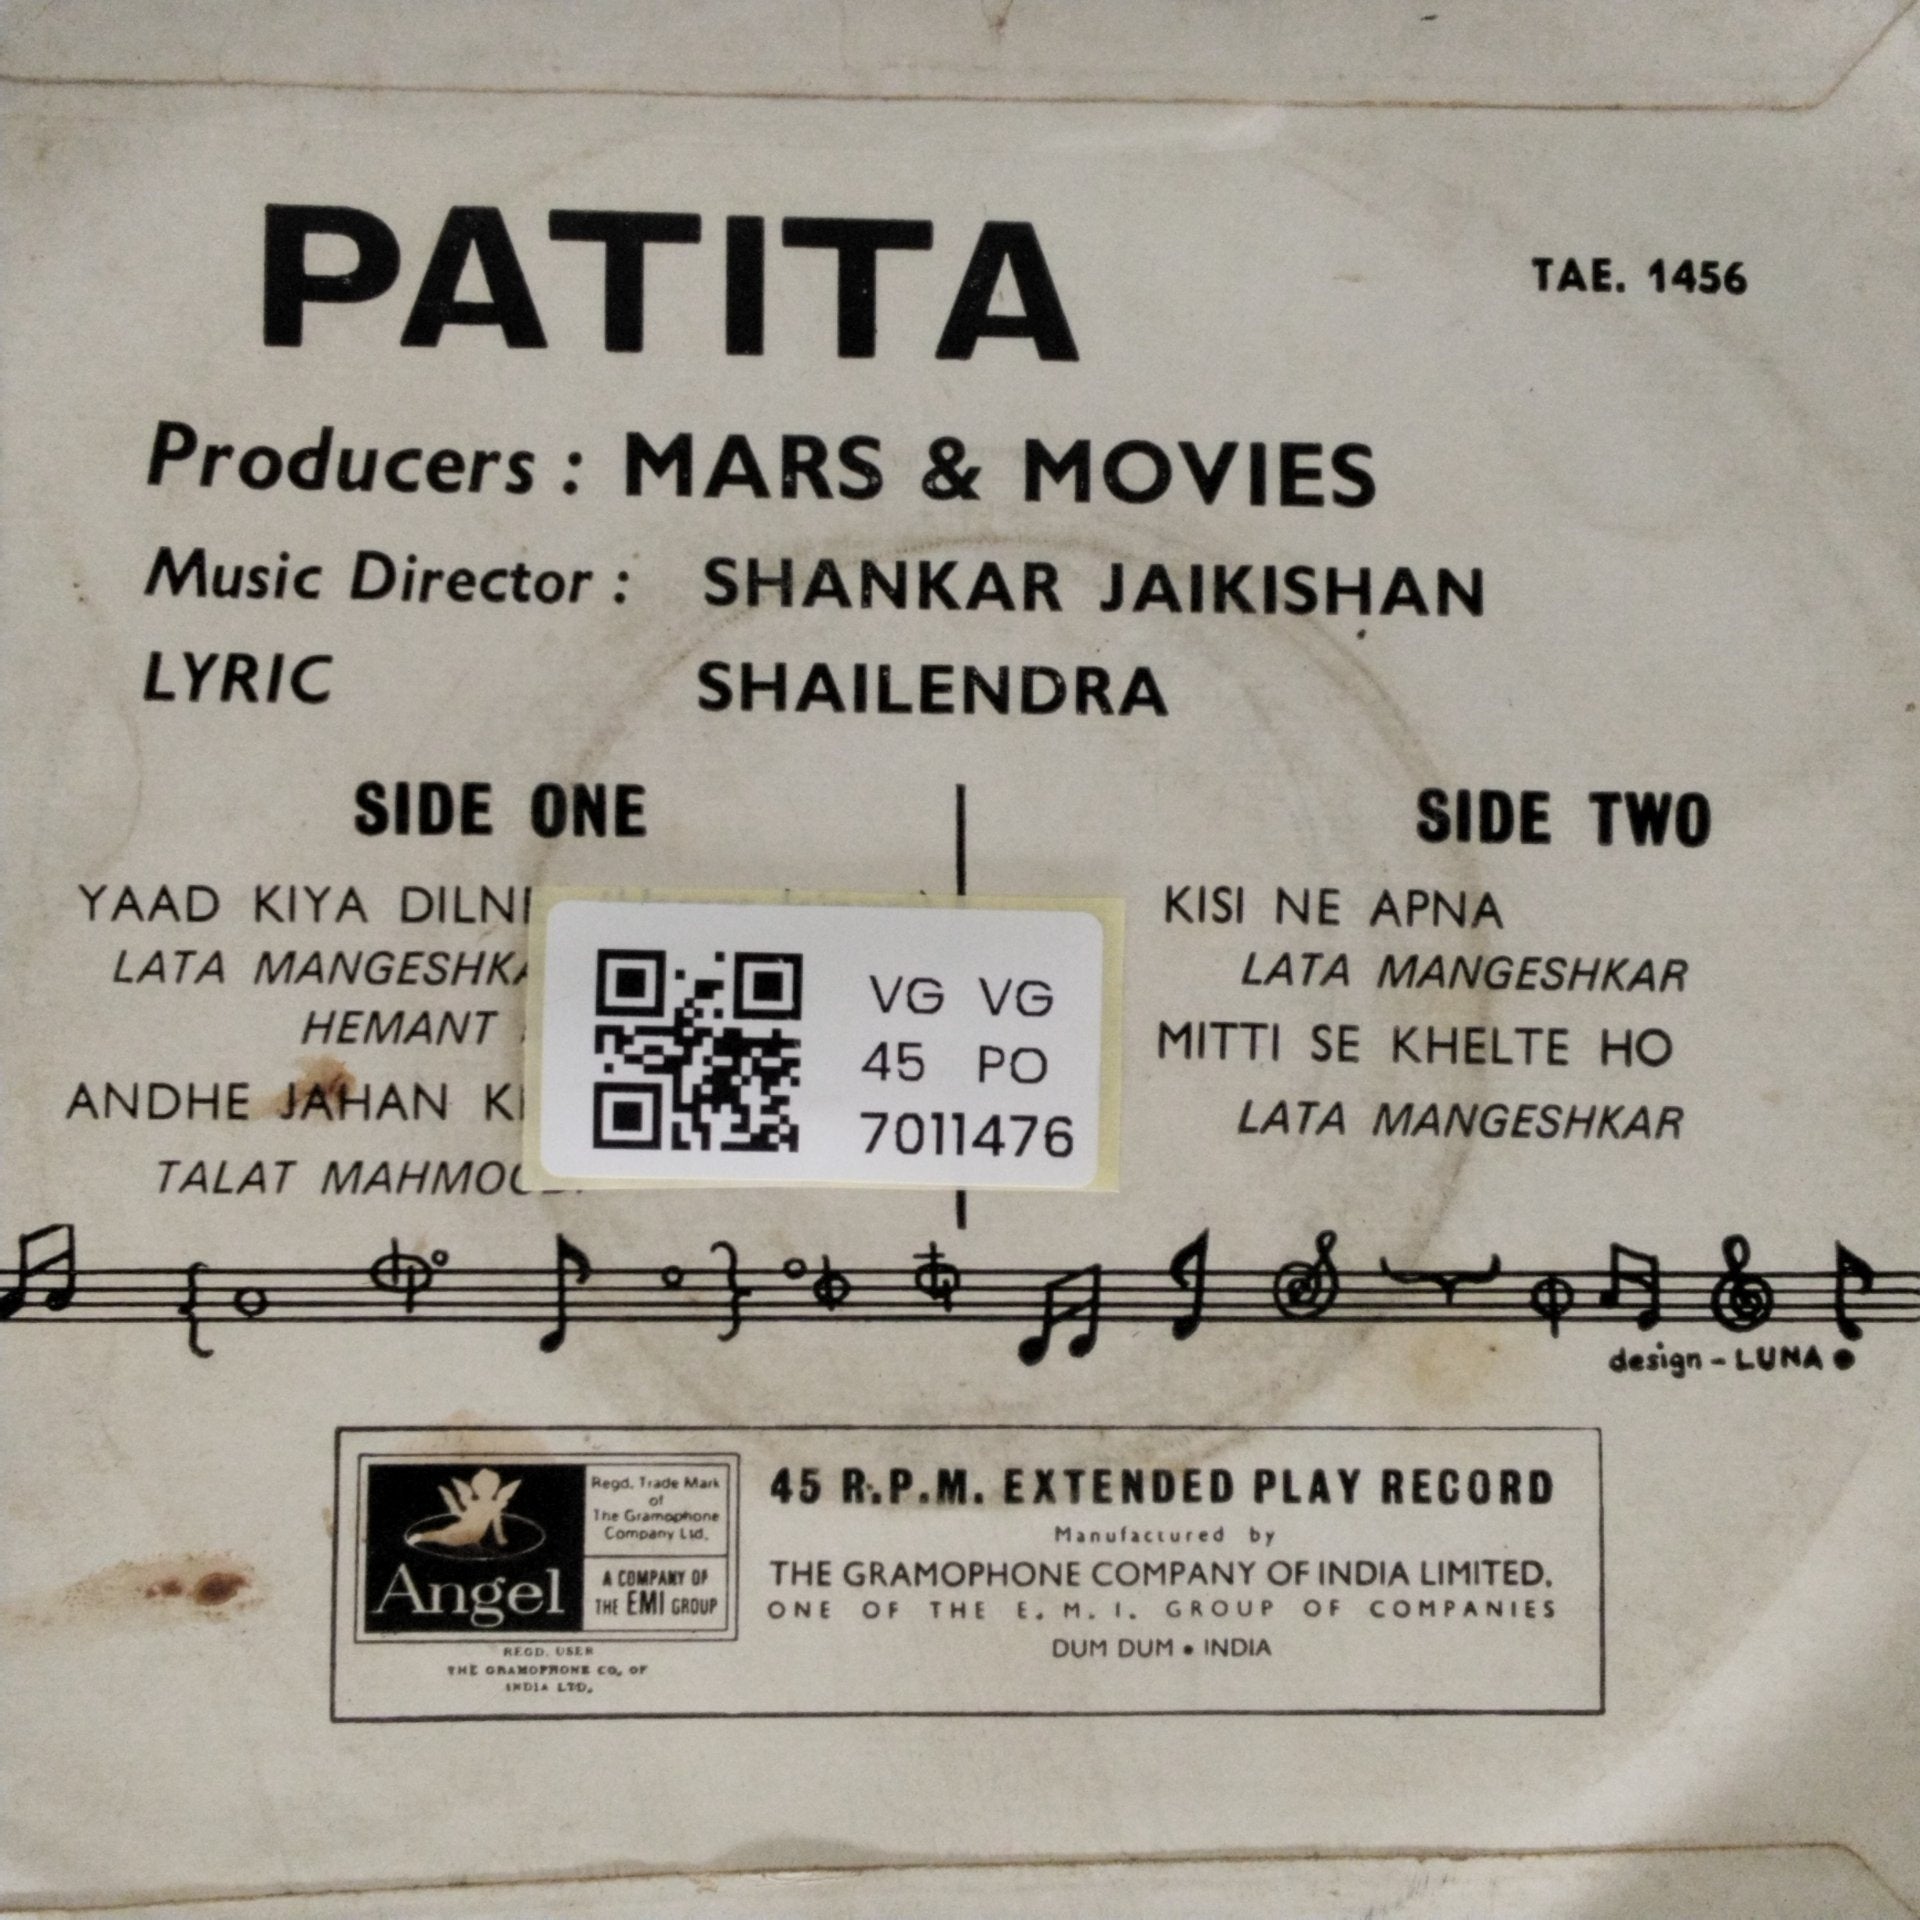 PATITA
TAE. 1456
Producers : MARS & MOVIES
Music Director : SHANKAR JAIKISHAN
LYRIC SHAILENDRA
SIDE ONE
YAAD KIYA
LATA
HEMANT
ANDHE JAHAN
TALAT
SIDE TWO
KISI NE APNA
LATA MANGESHKAR
MITTI SE KHELTE HO
LATA MANGESHKAR
VG VG
45 PO
7011476
design - LUNA
Angel
Regd. Trade Mark
of
The Gramophone
Company Ltd.
A COMPANY OF
THE EMI GROUP
REGD. USER
THE GRAMOPHONE CO. OF
INDIA LTD.
45 R.P.M. EXTENDED PLAY RECORD
Manufactured by
THE GRAMOPHONE COMPANY OF INDIA LIMITED.
ONE OF THE E. M. I. GROUP OF COMPANIES
DUM DUM • INDIA